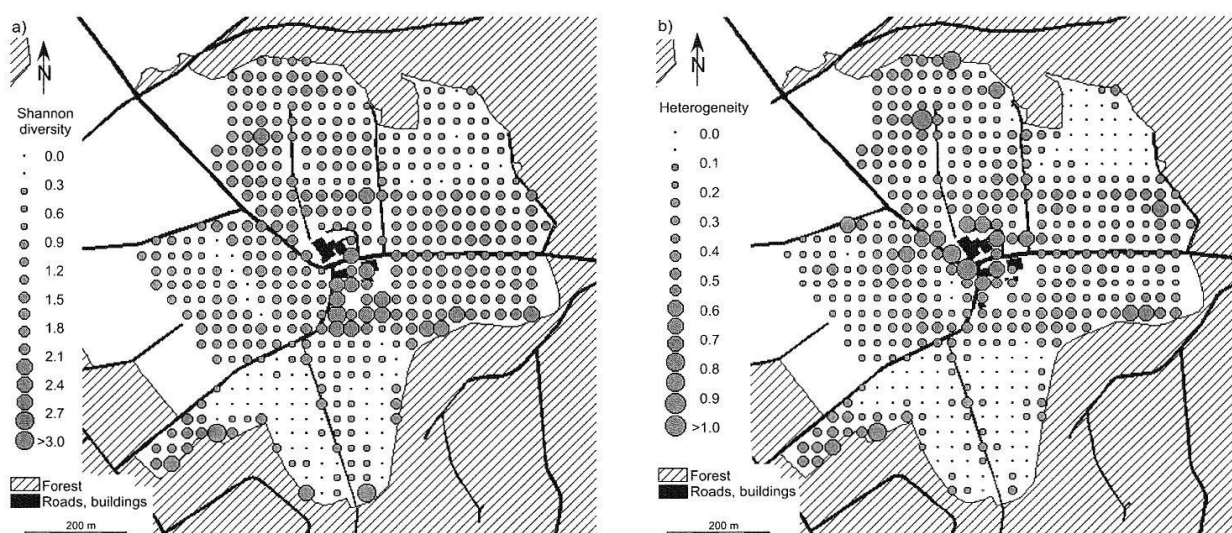 a)
N
Shannon
diversity
0.0
0.3
0.6
0.9
1.2
1.5
1.8
2.1
2.4
2.7
>3.0
Forest
Roads, buildings
200 m
b)
N
Heterogeneity
0.0
0.1
0.2
0.3
0.4
0.5
0.6
0.7
0.8
0.9
>1.0
Forest
Roads, buildings
200 m